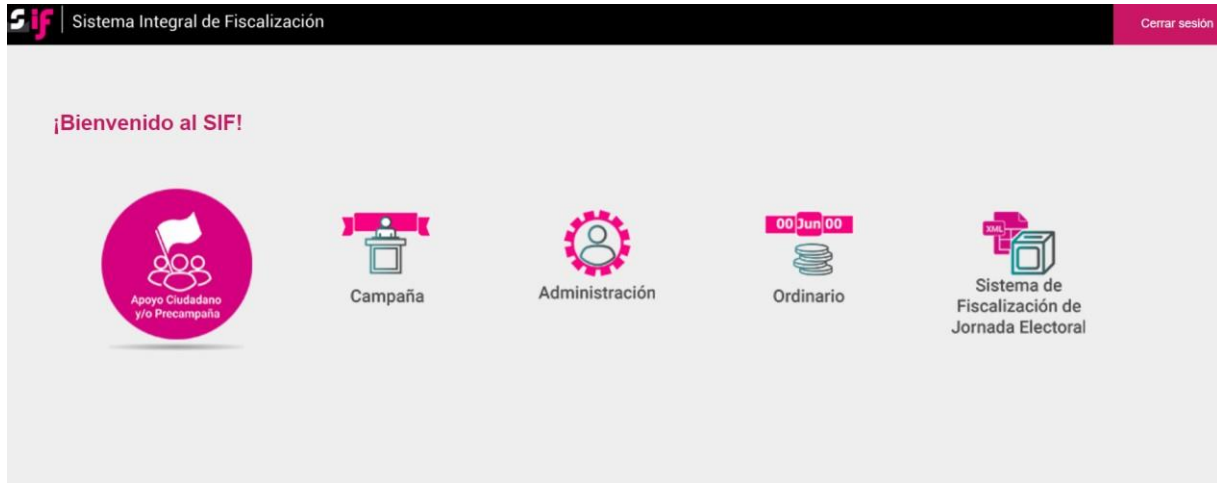 Sif Sistema Integral de Fiscalización
Cerrar sesión
¡Bienvenido al SIF!
Apoyo Ciudadano
y/o Precampaña
Campaña
Administración
00 Jun 00
Ordinario
XML
Sistema de
Fiscalización de
Jornada Electoral